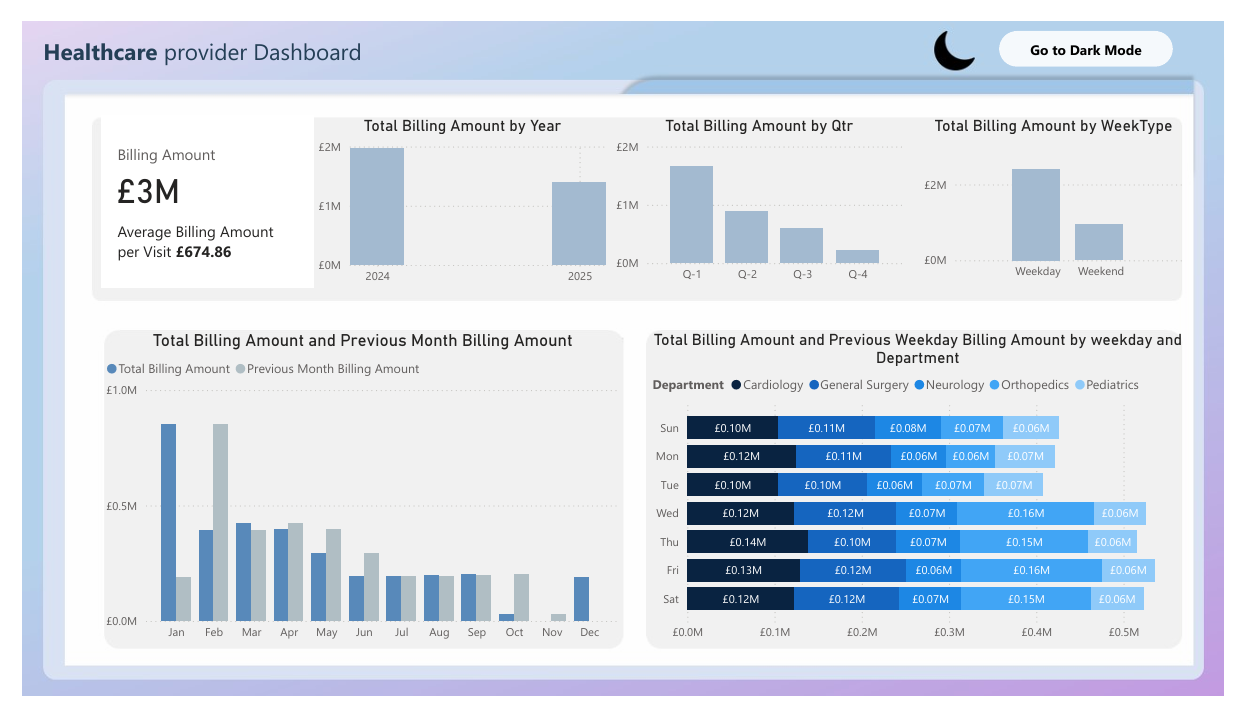 Healthcare provider Dashboard
Go to Dark Mode
Billing Amount
£3M
Average Billing Amount
per Visit £674.86
Total Billing Amount by Year
£2M
£1M
£0M
2024 2025
Total Billing Amount by Qtr
£2M
£1M
£0M
Q-1 Q-2 Q-3 Q-4
Total Billing Amount by WeekType
£2M
£0M
Weekday Weekend
Total Billing Amount and Previous Month Billing Amount
Total Billing Amount Previous Month Billing Amount
£1.0M
£0.5M
£0.0M
Jan Feb Mar Apr May Jun Jul Aug Sep Oct Nov Dec
Total Billing Amount and Previous Weekday Billing Amount by weekday and
Department
Department Cardiology General Surgery Neurology Orthopedics Pediatrics
Sun £0.10M £0.11M £0.08M £0.07M £0.06M
Mon £0.12M £0.11M £0.06M £0.06M £0.07M
Tue £0.10M £0.10M £0.06M £0.07M £0.07M
Wed £0.12M £0.12M £0.07M £0.16M £0.06M
Thu £0.14M £0.10M £0.07M £0.15M £0.06M
Fri £0.13M £0.12M £0.06M £0.16M £0.06M
Sat £0.12M £0.12M £0.07M £0.15M £0.06M
£0.0M £0.1M £0.2M £0.3M £0.4M £0.5M